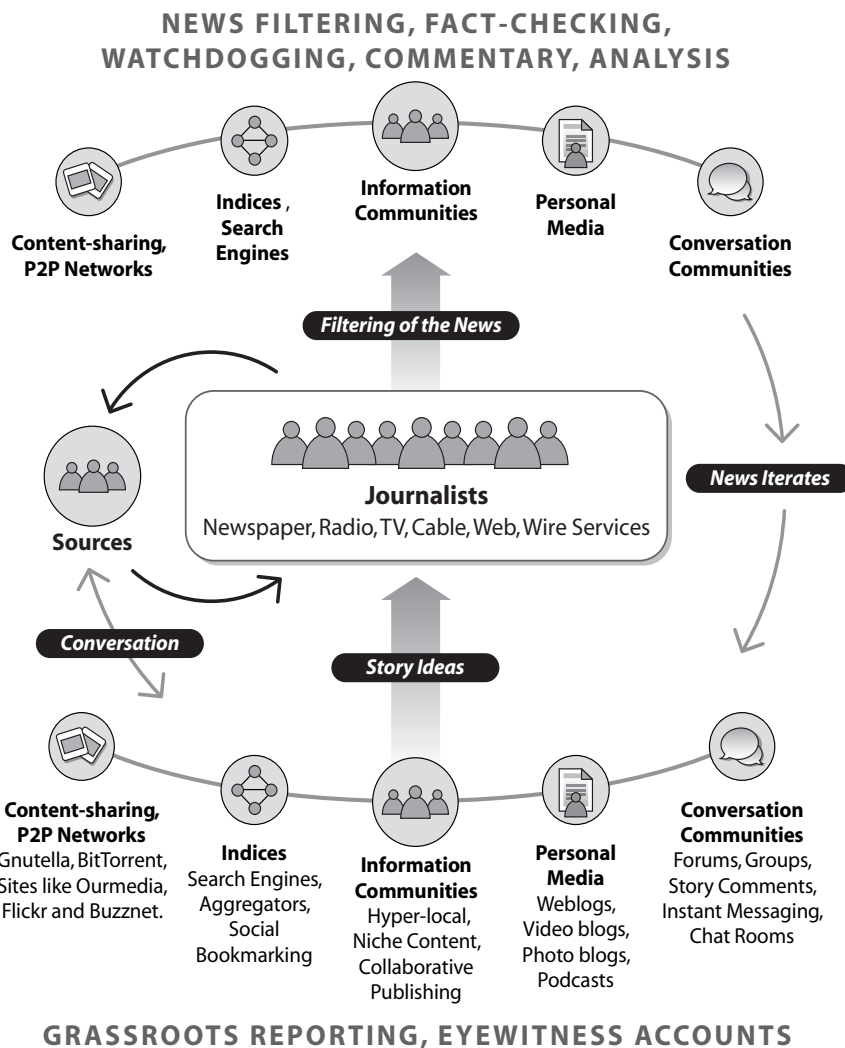 NEWS FILTERING, FACT-CHECKING,
WATCHDOGGING, COMMENTARY, ANALYSIS
Content-sharing,
P2P Networks
Indices ,
Search
Engines
Information
Communities
Personal
Media
Conversation
Communities
Filtering of the News
Journalists
Newspaper, Radio, TV, Cable, Web, Wire Services
Sources
News Iterates
Conversation
Story Ideas
Content-sharing,
P2P Networks
Gnutella, BitTorrent,
Sites like Ourmedia,
Flickr and Buzznet.
Indices
Search Engines,
Aggregators,
Social
Bookmarking
Information
Communities
Hyper-local,
Niche Content,
Collaborative
Publishing
Personal
Media
Weblogs,
Video blogs,
Photo blogs,
Podcasts
Conversation
Communities
Forums, Groups,
Story Comments,
Instant Messaging,
Chat Rooms
GRASSROOTS REPORTING, EYEWITNESS ACCOUNTS